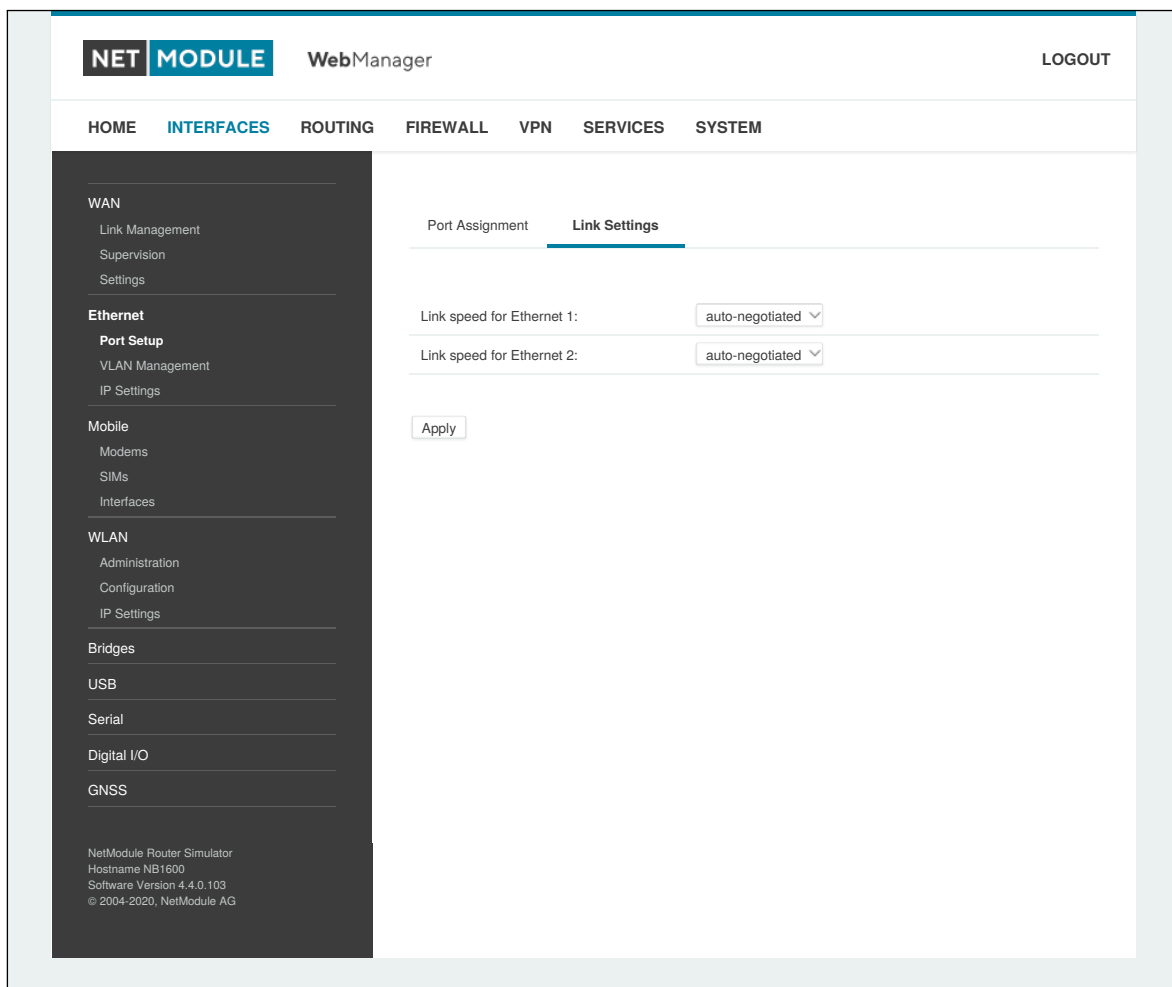 NET MODULE WebManager LOGOUT
HOME INTERFACES ROUTING FIREWALL VPN SERVICES SYSTEM
WAN
Link Management
Supervision
Settings
Ethernet
Port Setup
VLAN Management
IP Settings
Mobile
Modems
SIMs
Interfaces
WLAN
Administration
Configuration
IP Settings
Bridges
USB
Serial
Digital I/O
GNSS
NetModule Router Simulator
Hostname NB1600
Software Version 4.4.0.103
© 2004-2020, NetModule AG
Port Assignment Link Settings
Link speed for Ethernet 1: auto-negotiated
Link speed for Ethernet 2: auto-negotiated
Apply